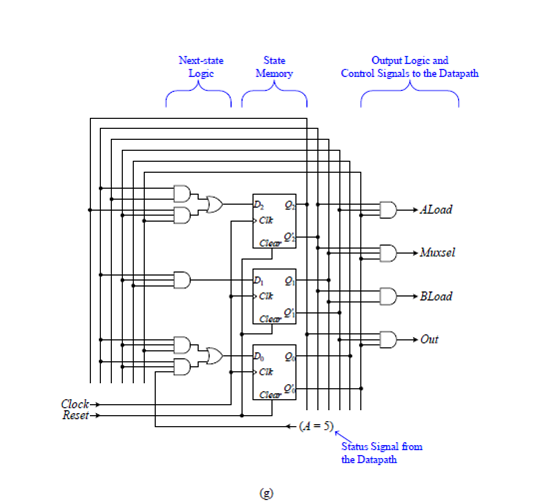 Next-state
Logic
State
Memory
Output Logic and
Control Signals to the Datapath
D₂ Q₂
Clk
Clear Q'₂
D₁ Q₁
Clk
Clear Q'₁
D₀ Q₀
Clk
Clear Q'₀
ALoad
Muxsel
BLoad
Out
Clock
Reset
(A = 5)
Status Signal from
the Datapath
(g)